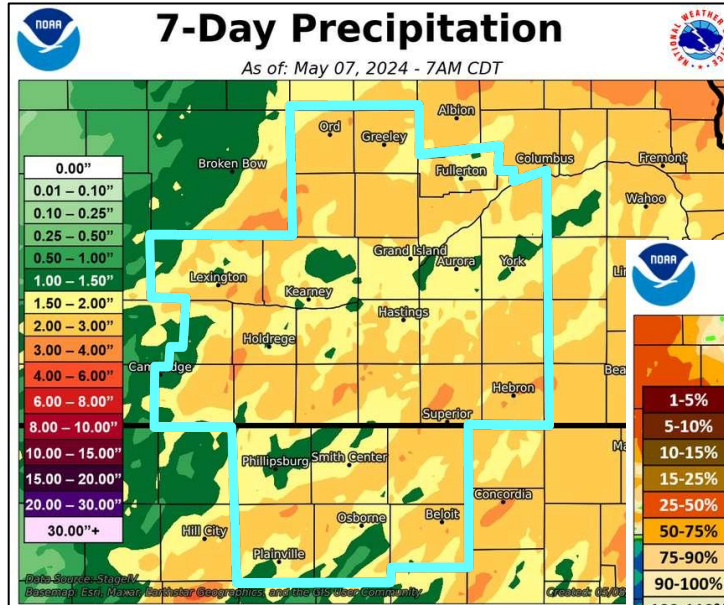 7-Day Precipitation
As of: May 07, 2024 - 7AM CDT
NOAA
0.00"
0.01 – 0.10"
0.10 – 0.25"
0.25 – 0.50"
0.50 – 1.00"
1.00 – 1.50"
1.50 – 2.00"
2.00 – 3.00"
3.00 – 4.00"
4.00 – 6.00"
6.00 – 8.00"
8.00 – 10.00"
10.00 – 15.00"
15.00 – 20.00"
20.00 – 30.00"
30.00"+
Albion
Ord
Greeley
Broken Bow
Columbus
Fremont
Fullerton
Wahoo
Grand Island
Aurora
York
Lexington
Kearney
Hastings
Holdrege
Cambridge
Hebron
Superior
Phillipsburg
Smith Center
Concordia
Hill City
Osborne
Beloit
Plainville
Data Source: StageIV
Basemap: Esri, Maxar, Earthstar Geographics, and the GIS User Community
Created: 05/08
NOAA
1-5%
5-10%
10-15%
15-25%
25-50%
50-75%
75-90%
90-100%